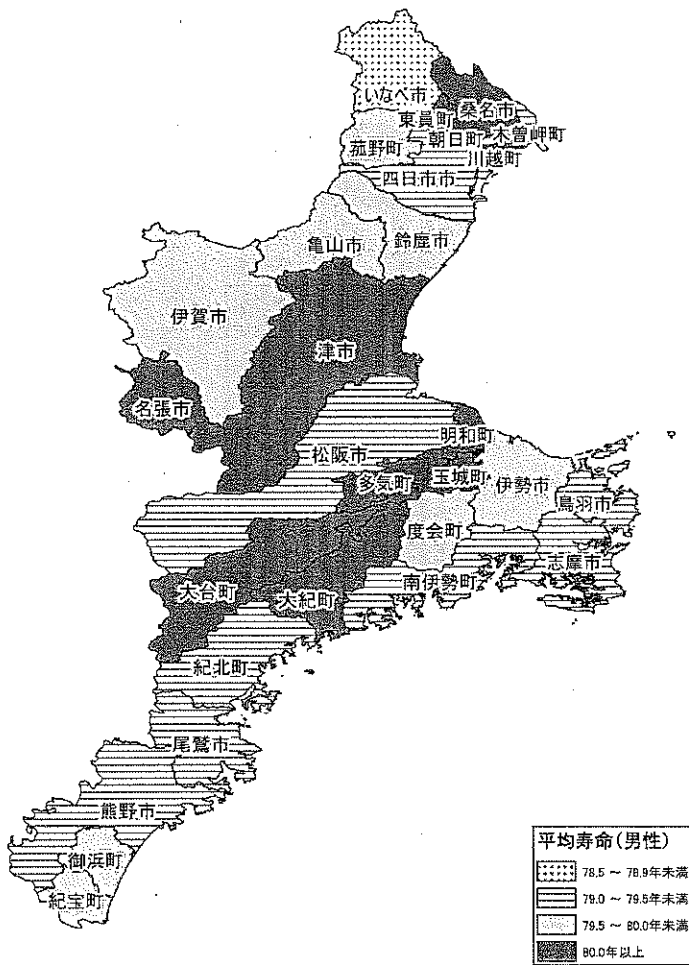 いなべ市
東員町
桑名市
菰野町
朝日町
木曽岬町
川越町
四日市市
亀山市
鈴鹿市
伊賀市
津市
名張市
明和町
松阪市
多気町
玉城町
伊勢市
鳥羽市
度会町
志摩市
大台町
大紀町
南伊勢町
紀北町
尾鷲市
熊野市
御浜町
紀宝町
平均寿命(男性)
78.5 ~ 78.9年未満
79.0 ~ 79.5年未満
79.5 ~ 80.0年未満
80.0年以上